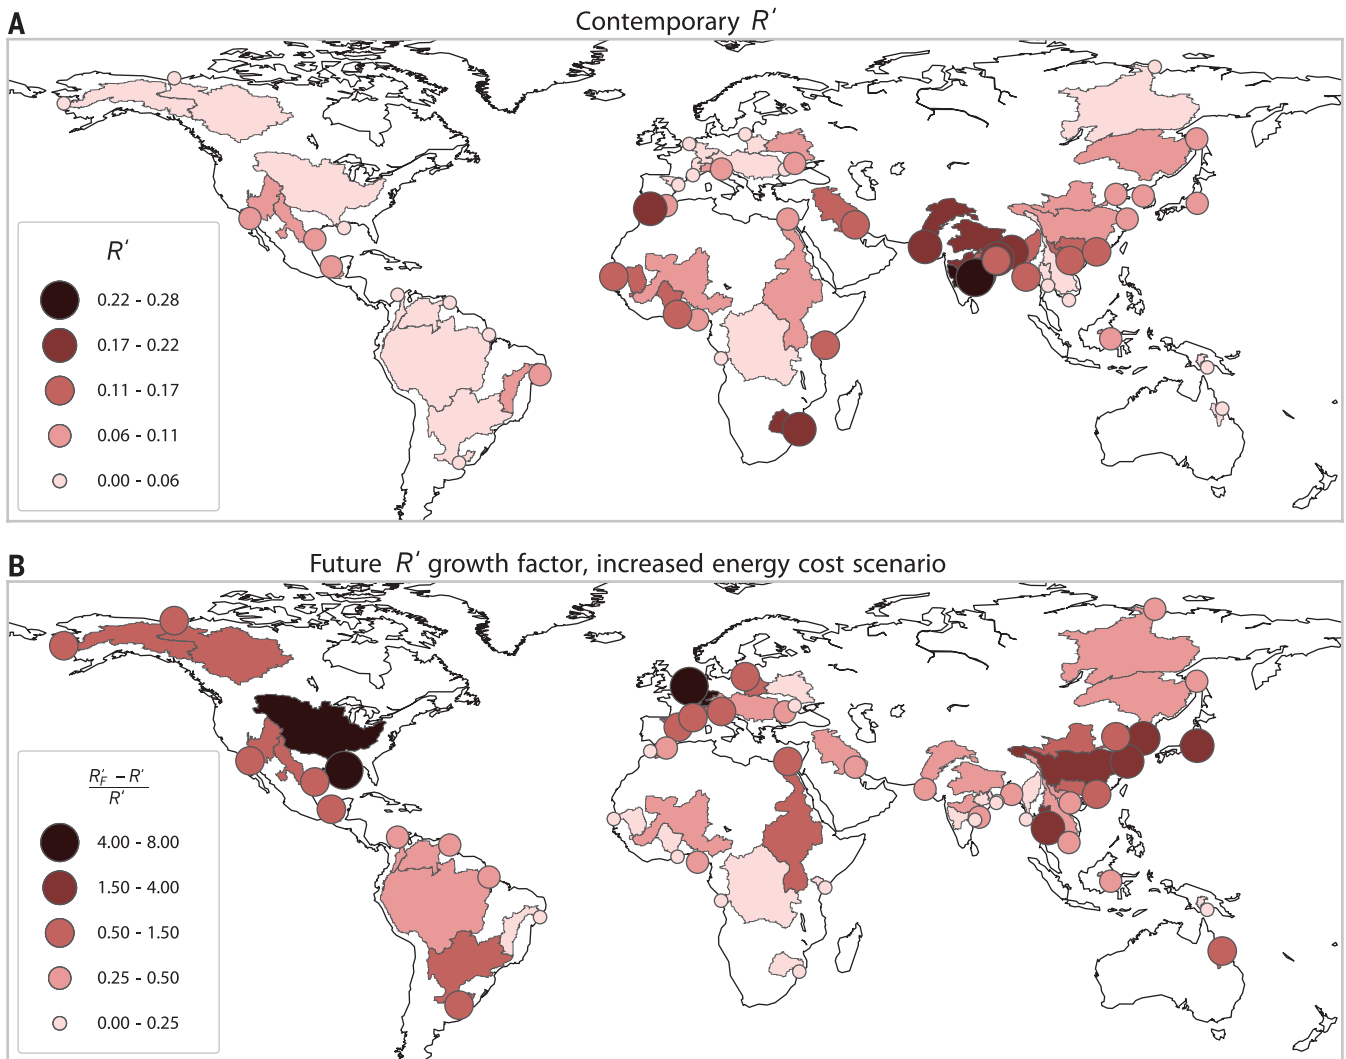 A
Contemporary R′
R′
0.22 - 0.28
0.17 - 0.22
0.11 - 0.17
0.06 - 0.11
0.00 - 0.06
B
Future R′ growth factor, increased energy cost scenario
R′F − R′
R′
4.00 - 8.00
1.50 - 4.00
0.50 - 1.50
0.25 - 0.50
0.00 - 0.25